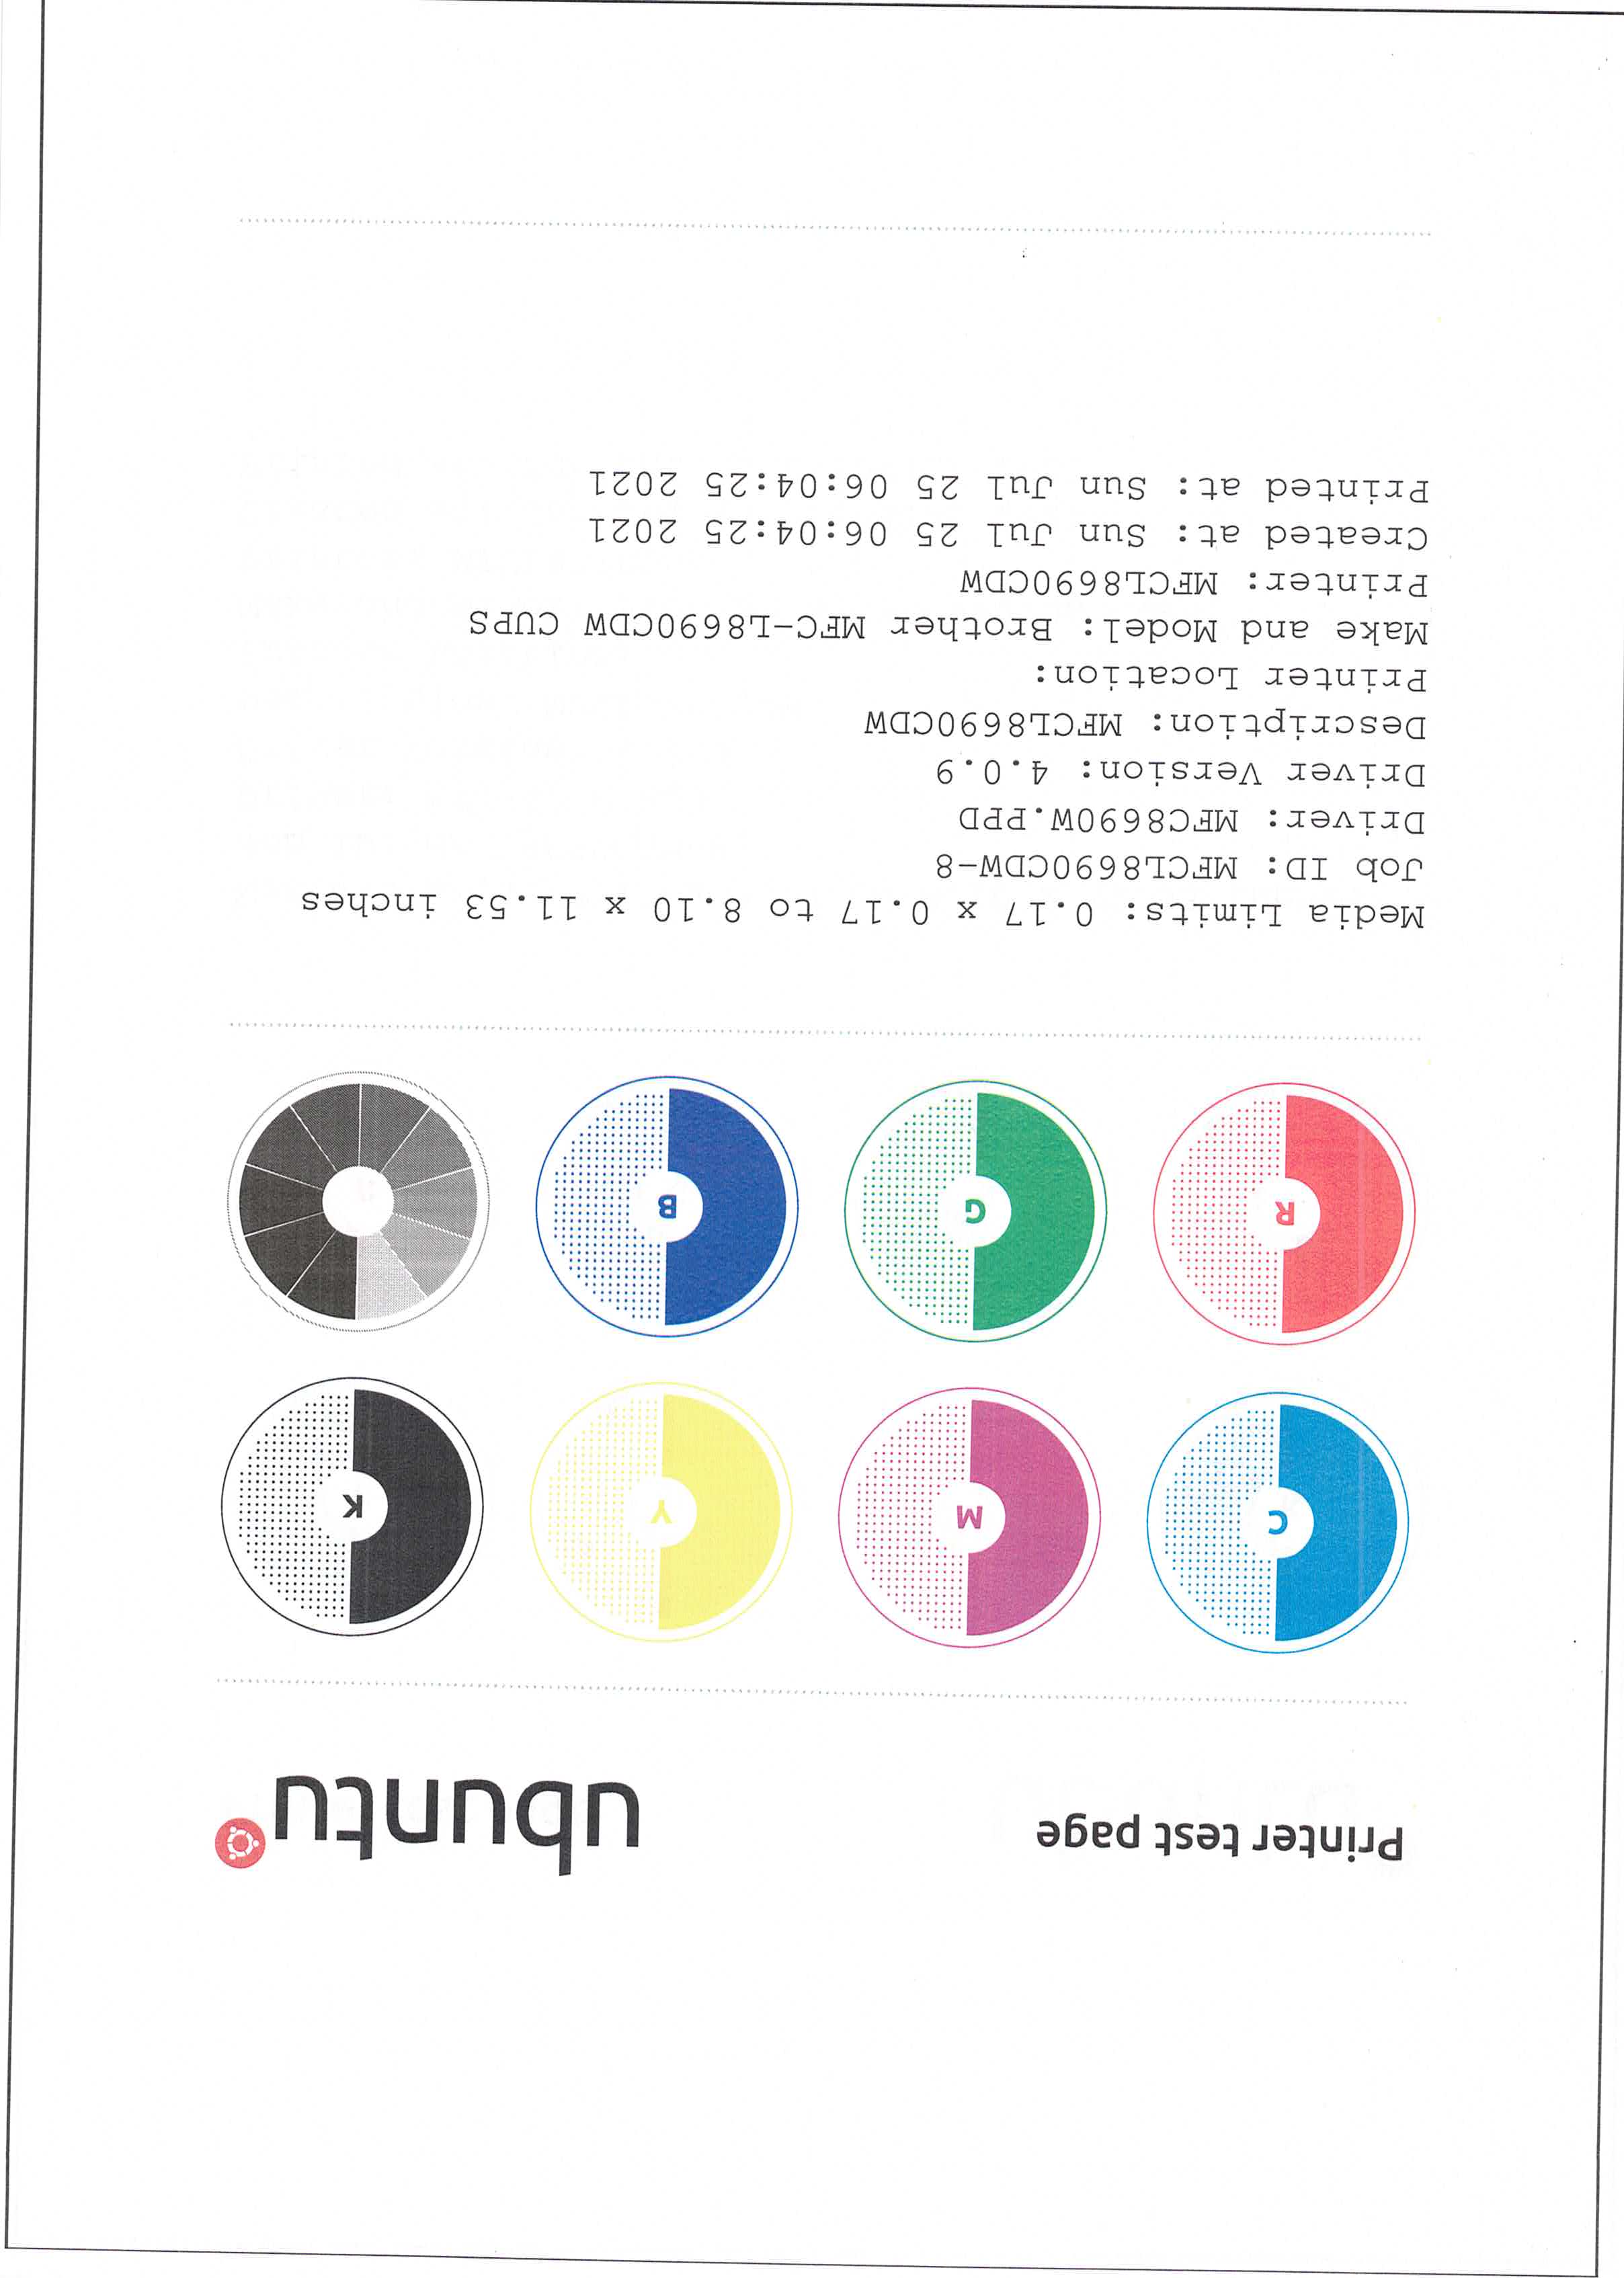 Printer test page
ubuntu
C
M
Y
K
R
G
B
Media Limits: 0.17 x 0.17 to 8.10 x 11.53 inches
Job ID: MFCL8690CDW-8
Driver: MFC8690W.PPD
Driver Version: 4.0.9
Description: MFCL8690CDW
Printer Location:
Make and Model: Brother MFC-L8690CDW CUPS
Printer: MFCL8690CDW
Created at: Sun Jul 25 06:04:25 2021
Printed at: Sun Jul 25 06:04:25 2021